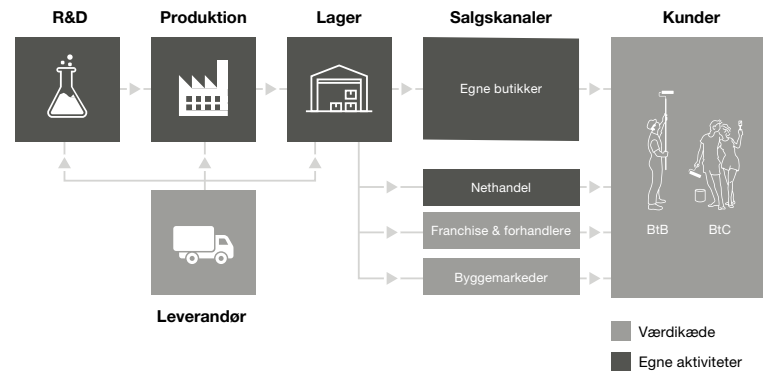 R&D
Produktion
Lager
Salgskanaler
Kunder
Egne butikker
Nethandel
Franchise & forhandlere
Byggemarkeder
BtB
BtC
Leverandør
Værdikæde
Egne aktiviteter